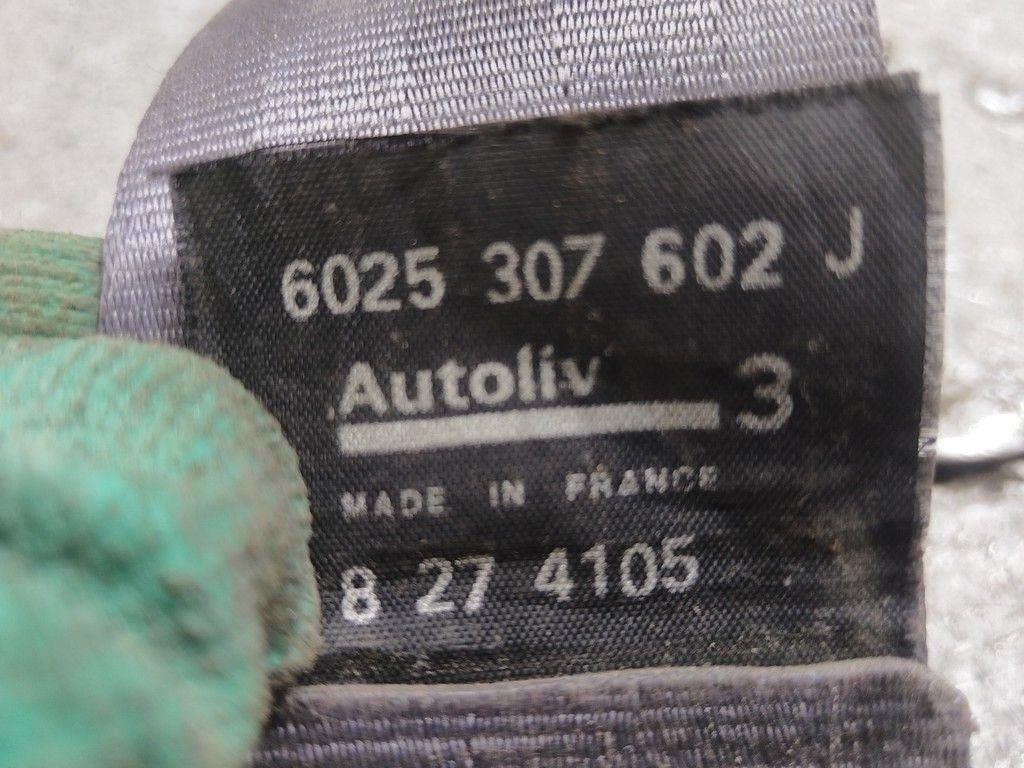 6025 307 602 J
Autoliv 3
MADE IN FRANCE
8 27 4105